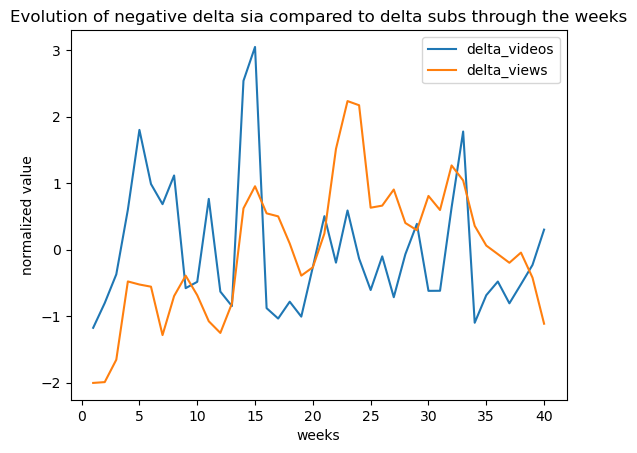 Evolution of negative delta sia compared to delta subs through the weeks
delta_videos
delta_views
normalized value
3
2
1
0
−1
−2
0 5 10 15 20 25 30 35 40
weeks